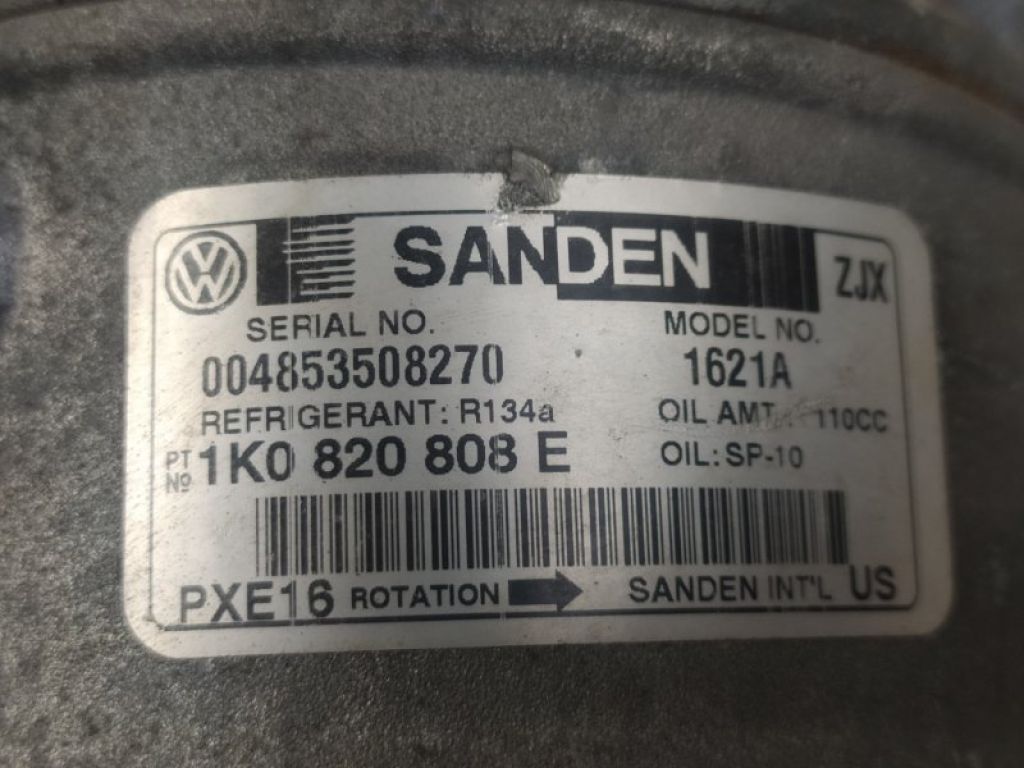 SANDEN
ZJX
SERIAL NO.
MODEL NO.
004853508270
1621A
REFRIGERANT: R134a
OIL AMT.: 110CC
PT NO 1K0 820 808 E
OIL: SP-10
PXE16 ROTATION SANDEN INT'L US